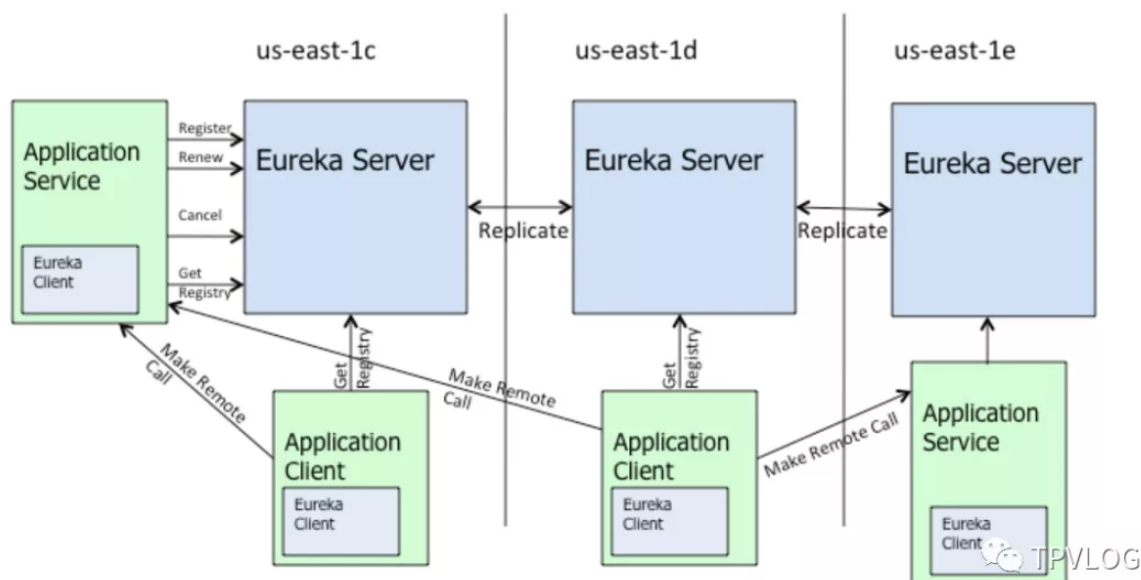 us-east-1c
us-east-1d
us-east-1e
Application
Service
Eureka
Client
Register
Renew
Cancel
Get
Registry
Eureka Server
Replicate
Eureka Server
Replicate
Eureka Server
Make Remote
Call
Get
Registry
Make Remote
Call
Get
Registry
Make Remote Call
Application
Client
Eureka
Client
Application
Client
Eureka
Client
Application
Service
Eureka
Client
TPVLOG